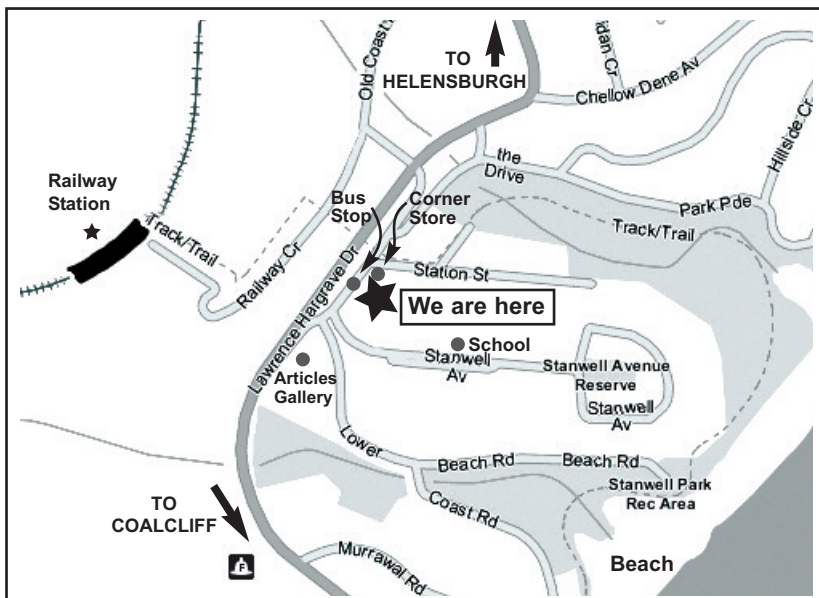 TO
HELENSBURGH
Old Coast
idan Cr
Chellow Dene Av
Hillside Cr
the
Drive
Park Pde
Railway
Station
Bus
Stop
Corner
Store
Track/Trail
Track/Trail
Railway Cr
Lawrence Hargrave Dr
Station St
We are here
School
Articles
Gallery
Stanwell
Av
Stanwell Avenue
Reserve
Stanwell
Av
Lower
Coast Rd
Beach Rd
Beach Rd
Stanwell Park
Rec Area
TO
COALCLIFF
F
Murrawal Rd
Beach